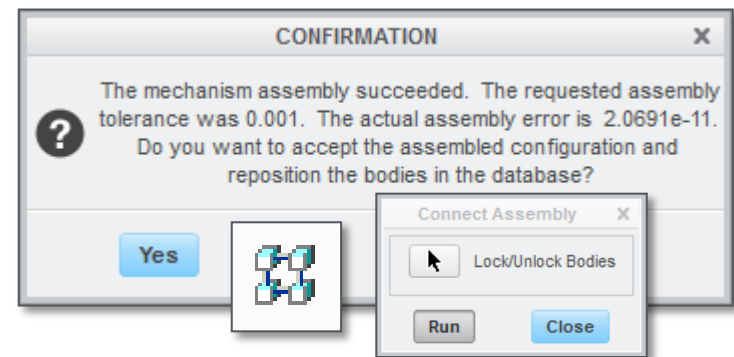 CONFIRMATION X
The mechanism assembly succeeded. The requested assembly
tolerance was 0.001. The actual assembly error is 2.0691e-11.
Do you want to accept the assembled configuration and
reposition the bodies in the database?
Yes
Connect Assembly X
Lock/Unlock Bodies
Run Close